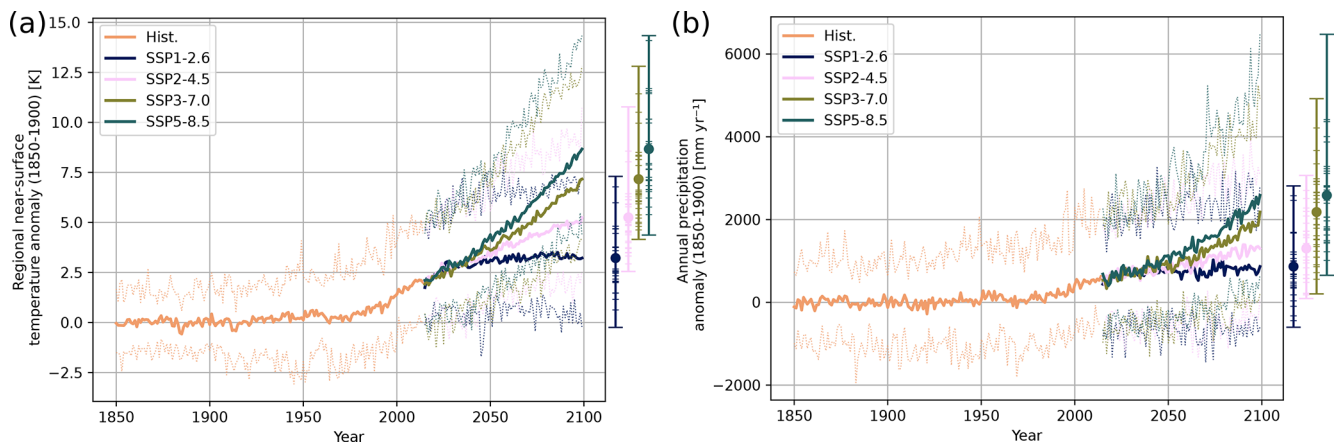 (a)
15.0
12.5
10.0
7.5
5.0
2.5
0.0
−2.5
Regional near-surface
temperature anomaly (1850-1900) [K]
Hist.
SSP1-2.6
SSP2-4.5
SSP3-7.0
SSP5-8.5
1850
1900
1950
2000
2050
2100
Year
(b)
6000
4000
2000
0
−2000
Annual precipitation
anomaly (1850-1900) [mm yr⁻¹]
Hist.
SSP1-2.6
SSP2-4.5
SSP3-7.0
SSP5-8.5
1850
1900
1950
2000
2050
2100
Year